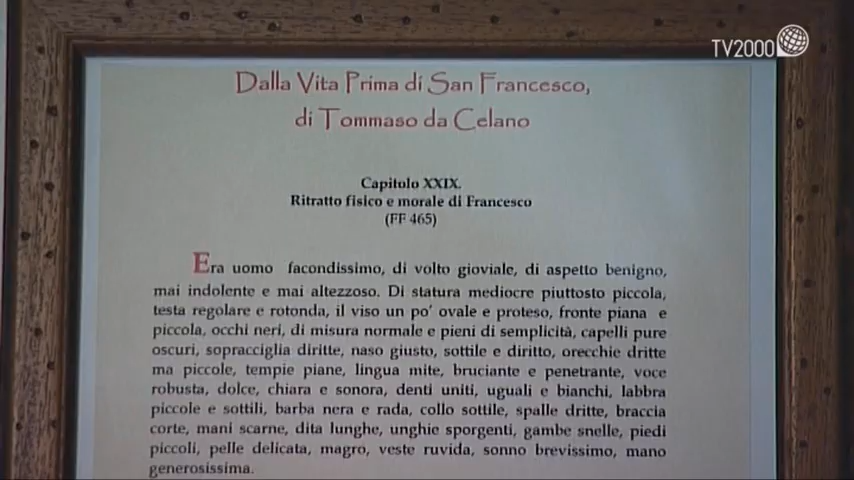 TV2000
Dalla Vita Prima di San Francesco,
di Tommaso da Celano
Capitolo XXIX.
Ritratto fisico e morale di Francesco
(FF 465)
Era uomo facondissimo, di volto gioviale, di aspetto benigno,
mai indolente e mai altezzoso. Di statura mediocre piuttosto piccola,
testa regolare e rotonda, il viso un po' ovale e proteso, fronte piana e
piccola, occhi neri, di misura normale e pieni di semplicità, capelli pure
oscuri, sopracciglia diritte, naso giusto, sottile e diritto, orecchie dritte
ma piccole, tempie piane, lingua mite, bruciante e penetrante, voce
robusta, dolce, chiara e sonora, denti uniti, uguali e bianchi, labbra
piccole e sottili, barba nera e rada, collo sottile, spalle dritte, braccia
corte, mani scarne, dita lunghe, unghie sporgenti, gambe snelle, piedi
piccoli, pelle delicata, magro, veste ruvida, sonno brevissimo, mano
generosissima.